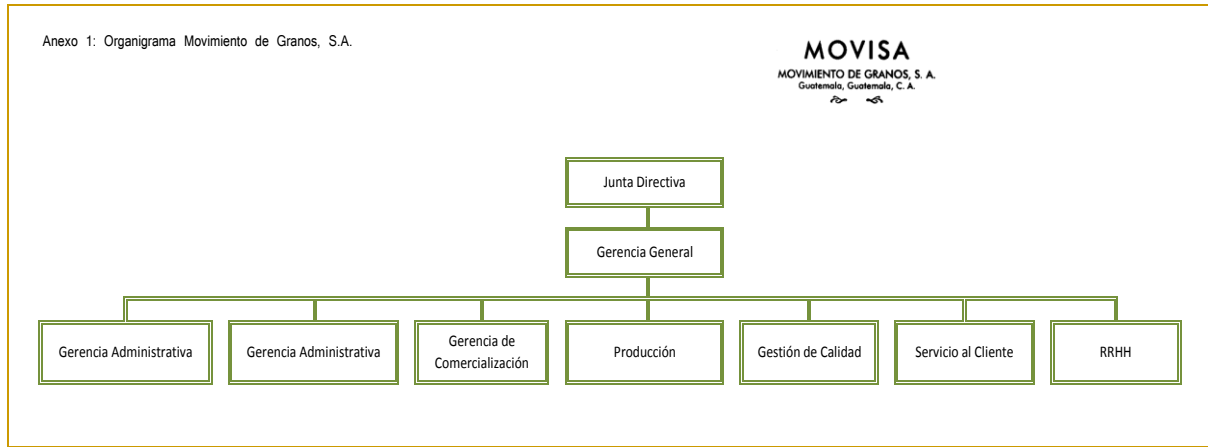 Anexo 1: Organigrama Movimiento de Granos, S.A.
MOVISA
MOVIMIENTO DE GRANOS, S. A.
Guatemala, Guatemala, C. A.
Junta Directiva
Gerencia General
Gerencia Administrativa
Gerencia Administrativa
Gerencia de
Comercialización
Producción
Gestión de Calidad
Servicio al Cliente
RRHH